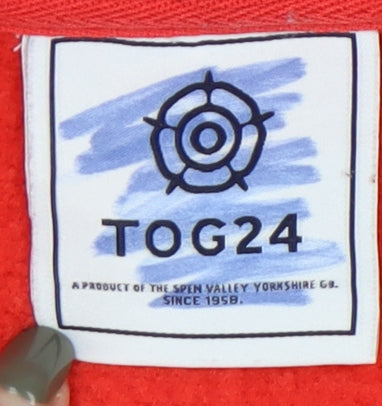 TOG24
A PRODUCT OF THE SPEN VALLEY YORKSHIRE GB.
SINCE 1958.